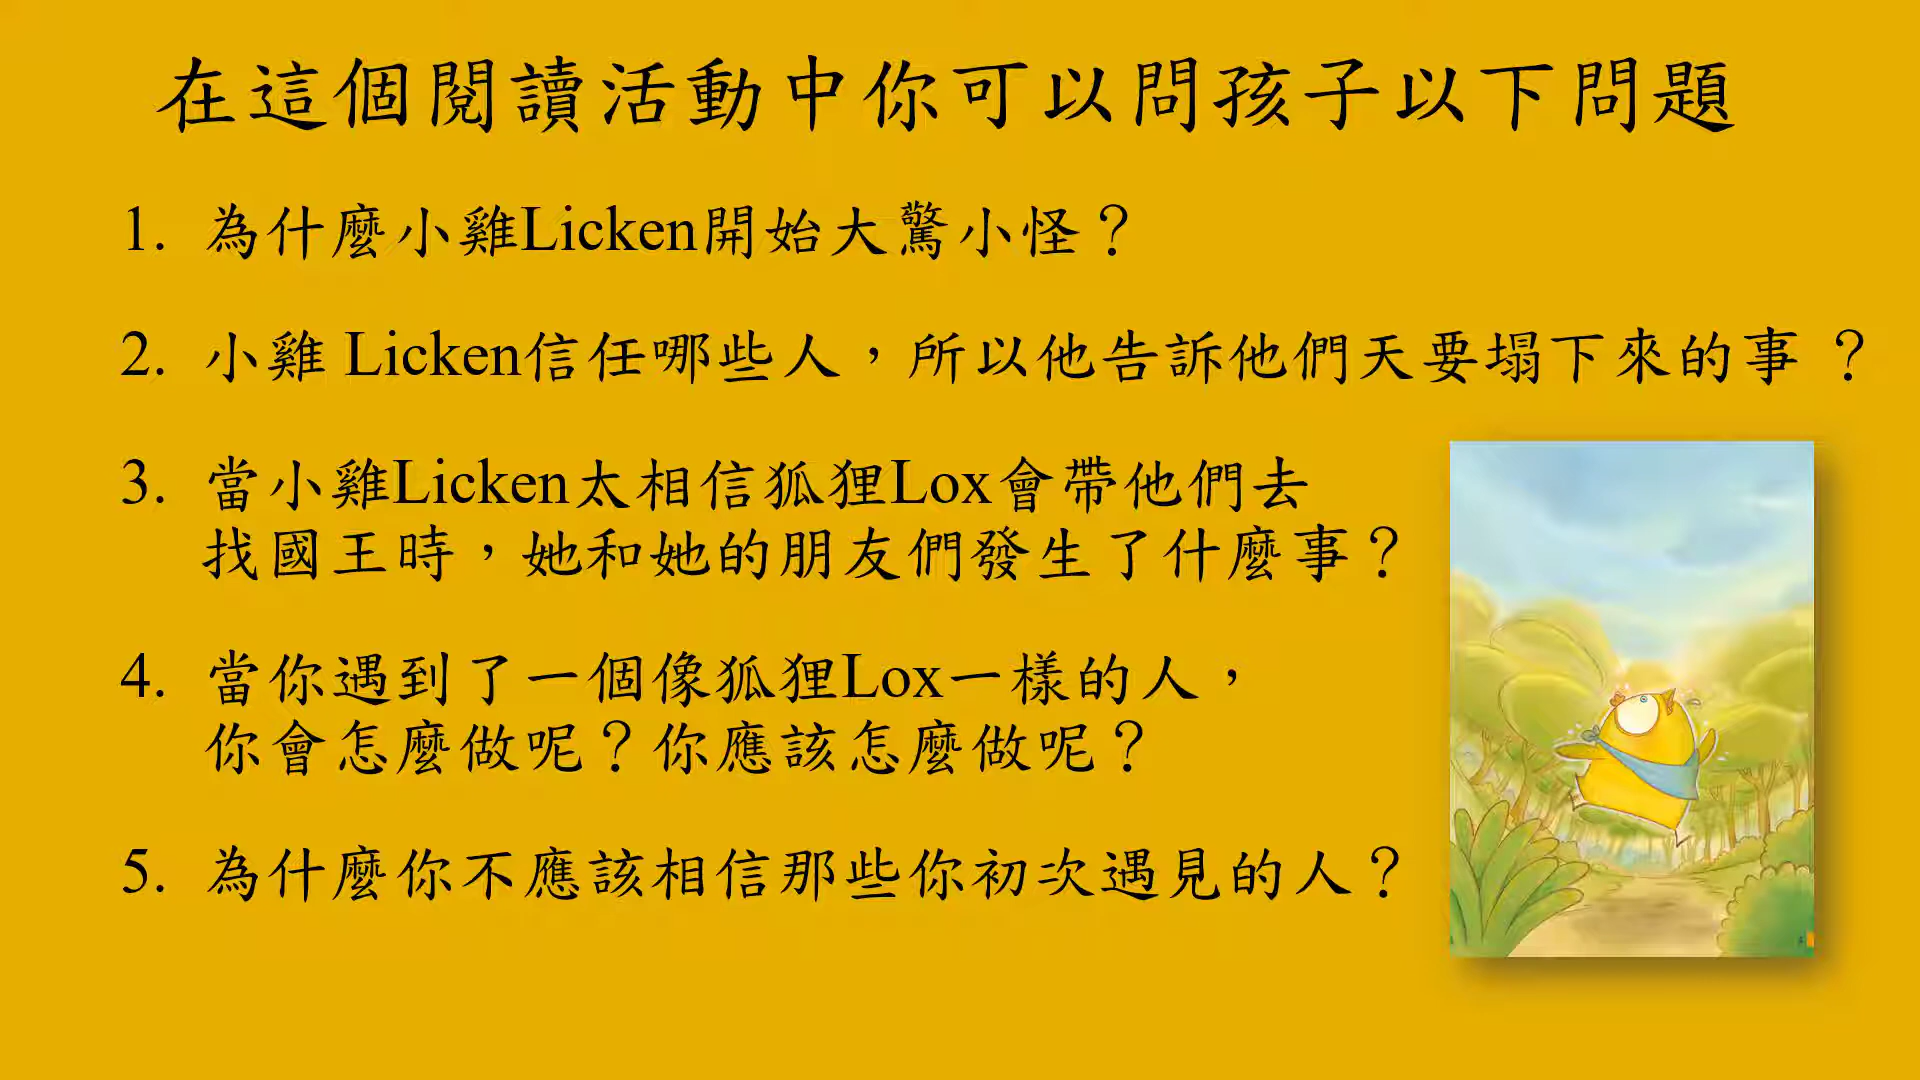 在這個閱讀活動中你可以問孩子以下問題
1. 為什麼小雞Licken開始大驚小怪？
2. 小雞 Licken信任哪些人，所以他告訴他們天要塌下來的事 ？
3. 當小雞Licken太相信狐狸Lox會帶他們去
找國王時，她和她的朋友們發生了什麼事？
4. 當你遇到了一個像狐狸Lox一樣的人，
你會怎麼做呢？你應該怎麼做呢？
5. 為什麼你不應該相信那些你初次遇見的人？